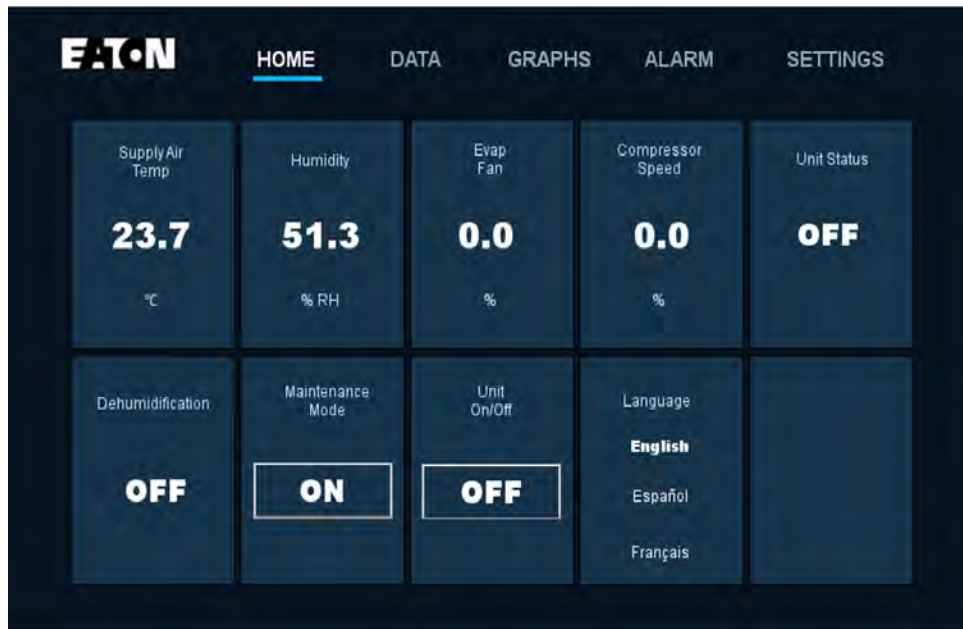 EATON
HOME DATA GRAPHS ALARM SETTINGS
Supply Air
Temp
23.7
°C
Humidity
51.3
% RH
Evap
Fan
0.0
%
Compressor
Speed
0.0
%
Unit Status
OFF
Dehumidification
OFF
Maintenance
Mode
ON
Unit
On/Off
OFF
Language
English
Español
Français